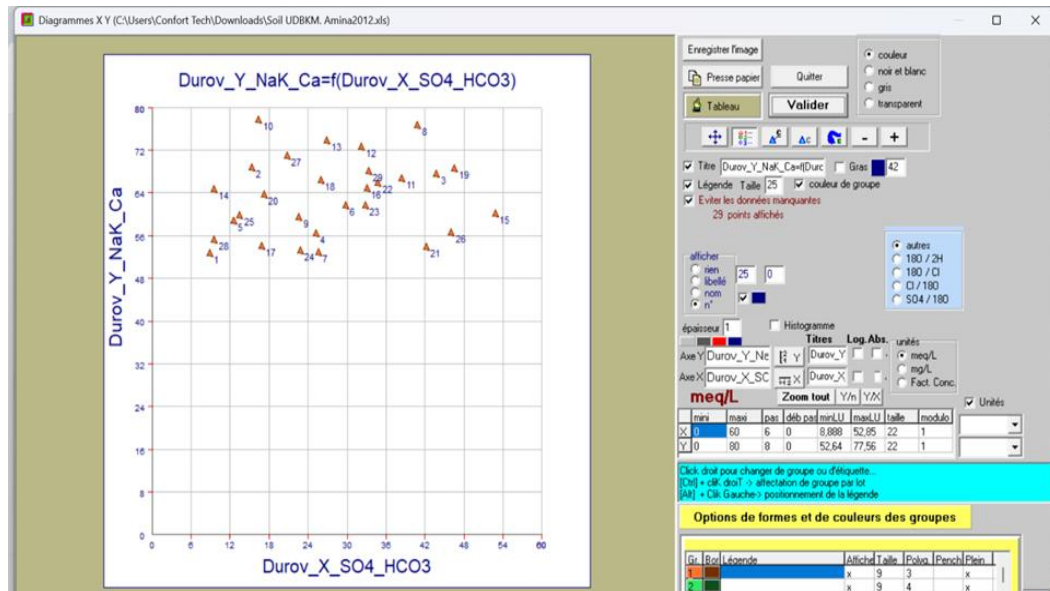 Diagrammes X Y (C:\Users\Confort Tech\Downloads\Soil UDBKM. Amina2012.xls)
Durov_Y_NaK_Ca=f(Durov_X_SO4_HCO3)
Durov_Y_NaK_Ca
80
72
64
56
48
40
32
24
16
8
0
10
8
13
12
27
2
29
3
19
18
22
11
14
16
20
6
23
25
5
9
15
4
26
28
1
17
24
7
21
0 6 12 18 24 30 36 42 48 54 60
Durov_X_SO4_HCO3
Enregistrer l'image
Presse papier
Quitter
Tableau
Valider
couleur
noir et blanc
gris
transparent
- +
Titre Durov_Y_NaK_Ca=f(Durc Gras 42
Légende Taille 25 couleur de groupe
Eviter les données manquantes
29 points affichés
afficher
rien
libellé
nom
n°
25 0
autres
18O / 2H
18O / Cl
Cl / 18O
SO4 / 18O
épaisseur 1 Histogramme
Titres Log. Abs.
Axe Y Durov_Y_Ne Y Durov_Y
Axe X Durov_X_SC X Durov_X
unités
meq/L
mg/L
Fact. Conc.
meq/L Zoom tout Y/n Y/X
Unités
mini maxi pas déb pas minLU maxLU taille modulo
X 0 60 6 0 8,888 52,85 22 1
Y 0 80 8 0 52,64 77,56 22 1
Click droit pour changer de groupe ou d'étiquette...
[Ctrl] + cliK droiT -> affectation de groupe par lot
[Alt] + Clik Gauche-> positionnement de la légende
Options de formes et de couleurs des groupes
Gr. Bor Légende Affiche Taille Polyg. Pench Plein
1 x 9 3 x
2 x 9 4 x